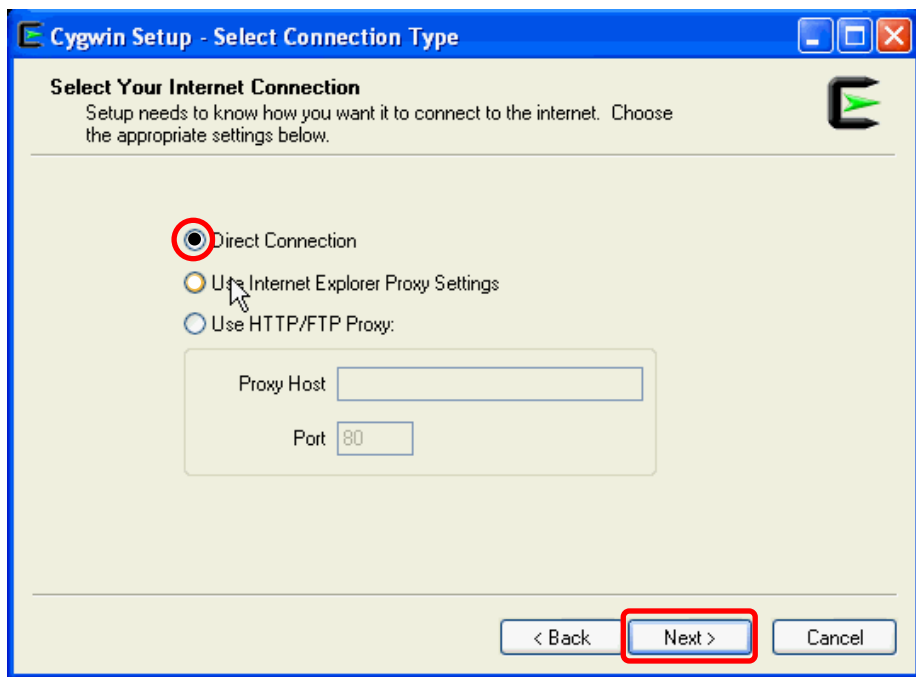 Cygwin Setup - Select Connection Type
Select Your Internet Connection
Setup needs to know how you want it to connect to the internet. Choose
the appropriate settings below.
Direct Connection
Use Internet Explorer Proxy Settings
Use HTTP/FTP Proxy:
Proxy Host
Port 80
< Back Next > Cancel